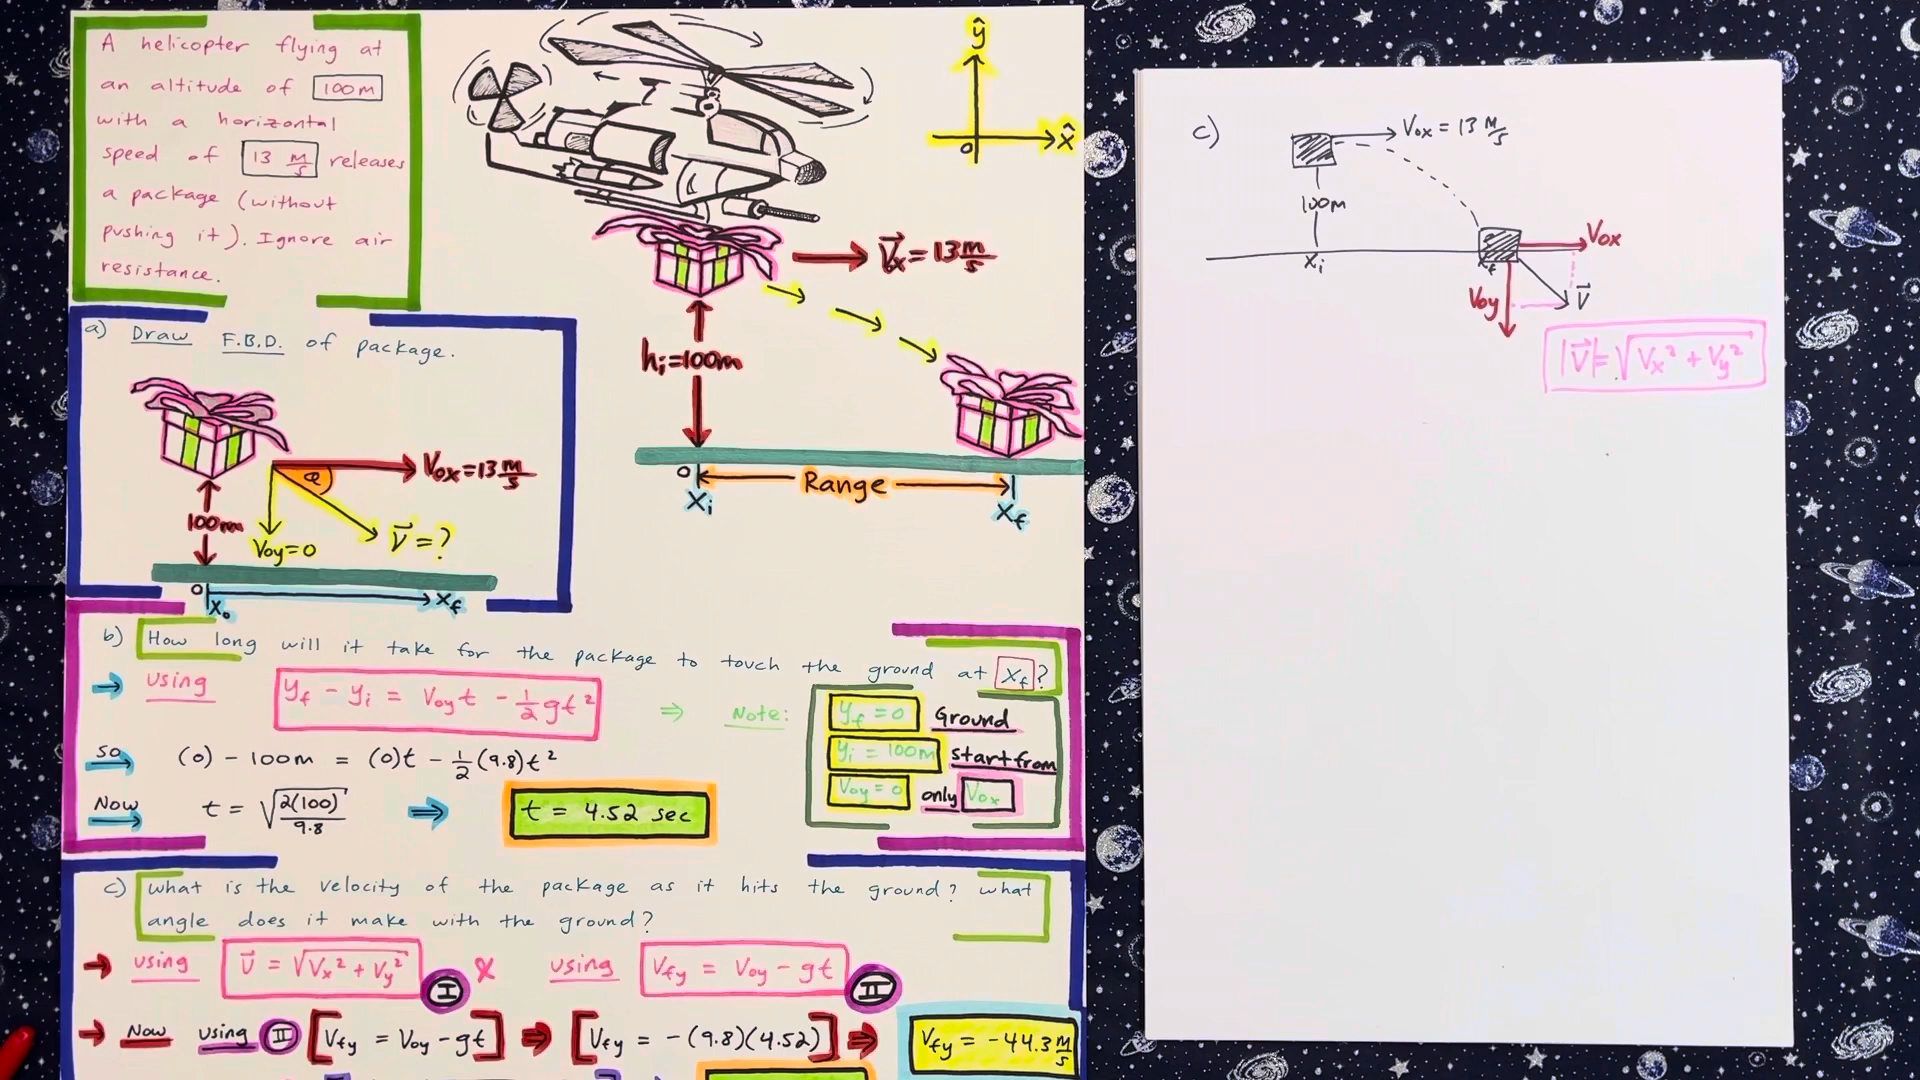 A helicopter flying at
an altitude of 100m
with a horizontal
speed of 13 m/s releases
a package (without
pushing it). Ignore air
resistance.
ŷ
x̂
0
V⃗x = 13 m/s
hi = 100m
0
Range
Xi
Xf
a) Draw F.B.D. of package.
Vox = 13 m/s
100m
Voy = 0
V⃗ = ?
0
Xo
Xf
b) How long will it take for the package to touch the ground at Xf?
→ using yf - yi = Voyt - 1/2 gt² ⇒ Note: yf = 0 Ground
yi = 100m start from
Voy = 0 only Vox
so (0) - 100m = (0)t - 1/2 (9.8)t²
Now t = √(2(100)/9.8) ⇒ t = 4.52 sec
c) what is the velocity of the package as it hits the ground? what
angle does it make with the ground?
→ using V⃗ = √(Vx² + Vy²) I using Vfy = Voy - gt II
→ Now using II [Vfy = Voy - gt] ⇒ [Vfy = -(9.8)(4.52)] ⇒ Vfy = -44.3 m/s
c)
Vox = 13 m/s
100m
Xi
Xf
Vox
Voy
V⃗
|V⃗| = √(Vx² + Vy²)